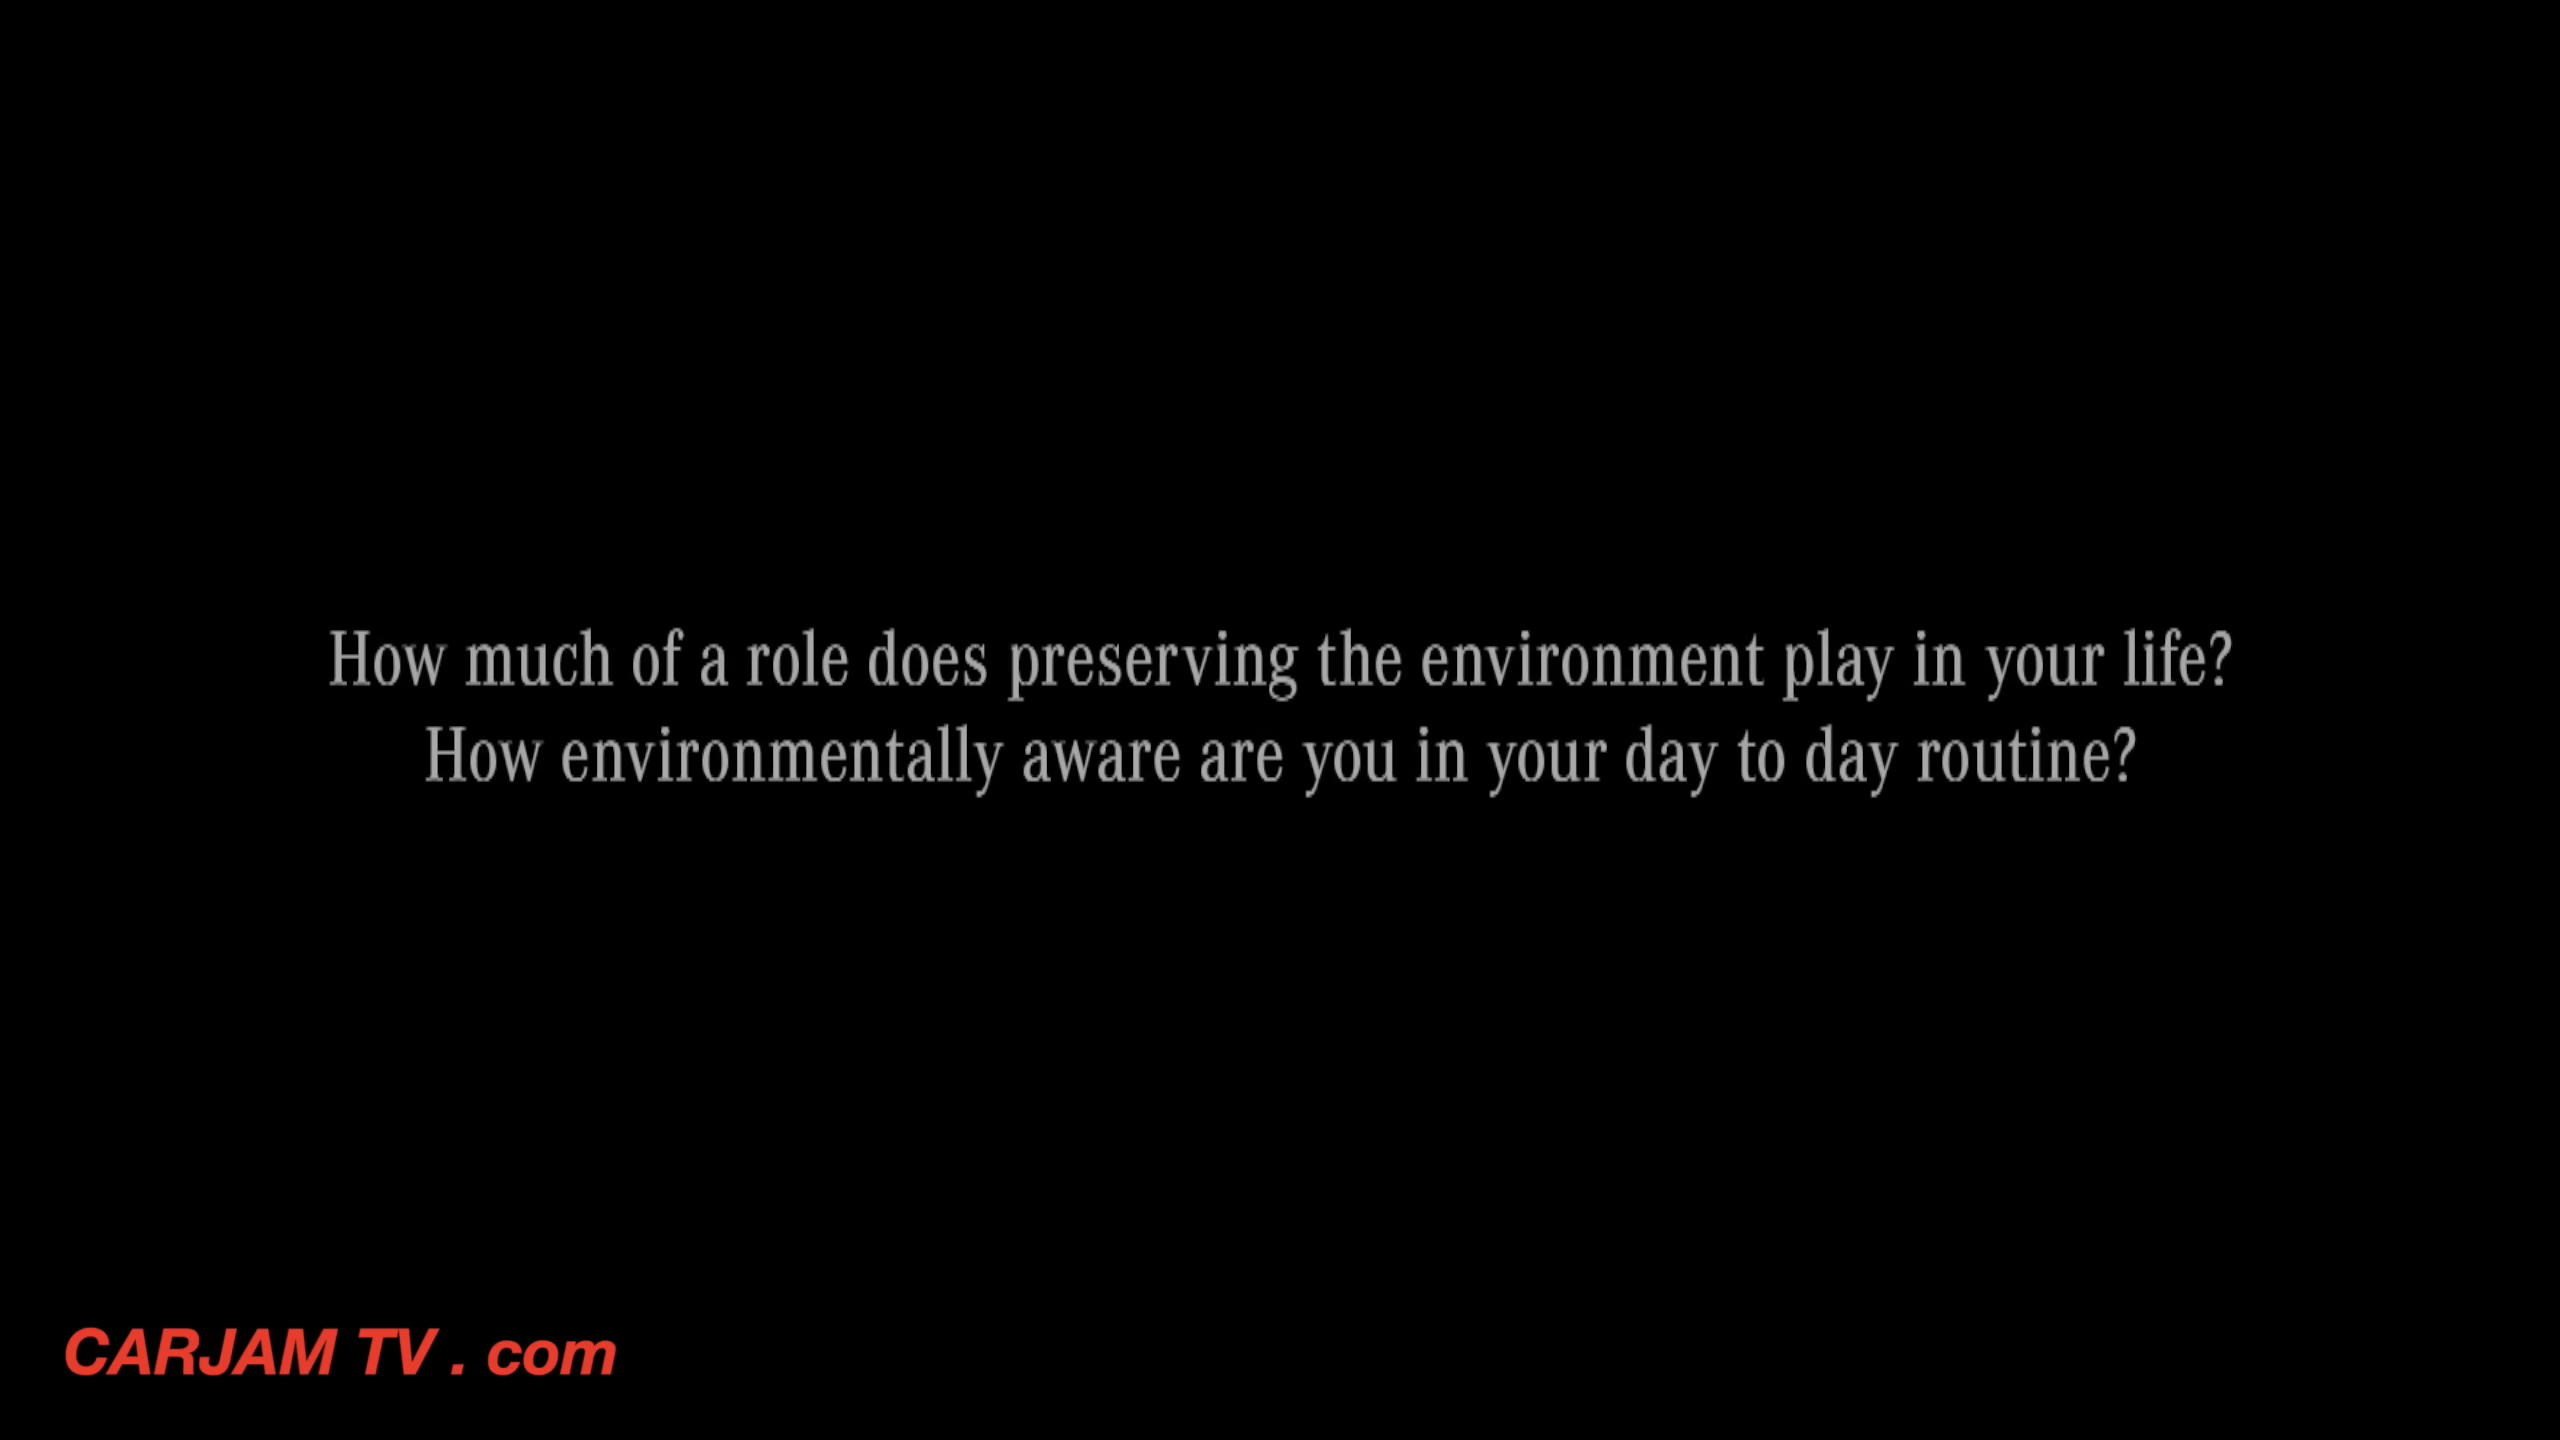 How much of a role does preserving the environment play in your life?
How environmentally aware are you in your day to day routine?
CARJAM TV . com